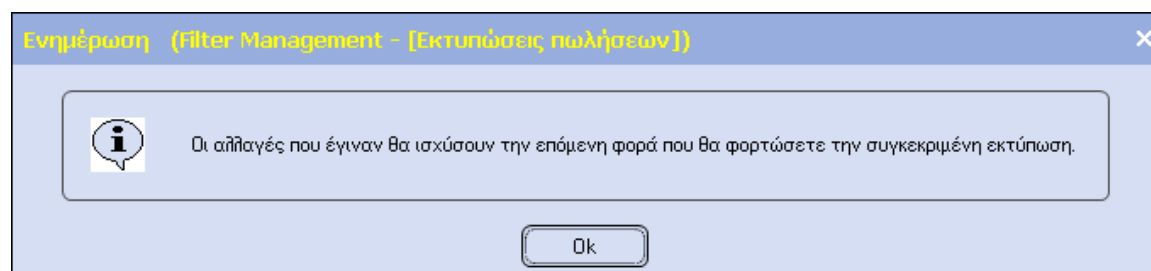 Ενημέρωση (Filter Management - [Εκτυπώσεις πωλήσεων])
Οι αλλαγές που έγιναν θα ισχύσουν την επόμενη φορά που θα φορτώσετε την συγκεκριμένη εκτύπωση.
Ok